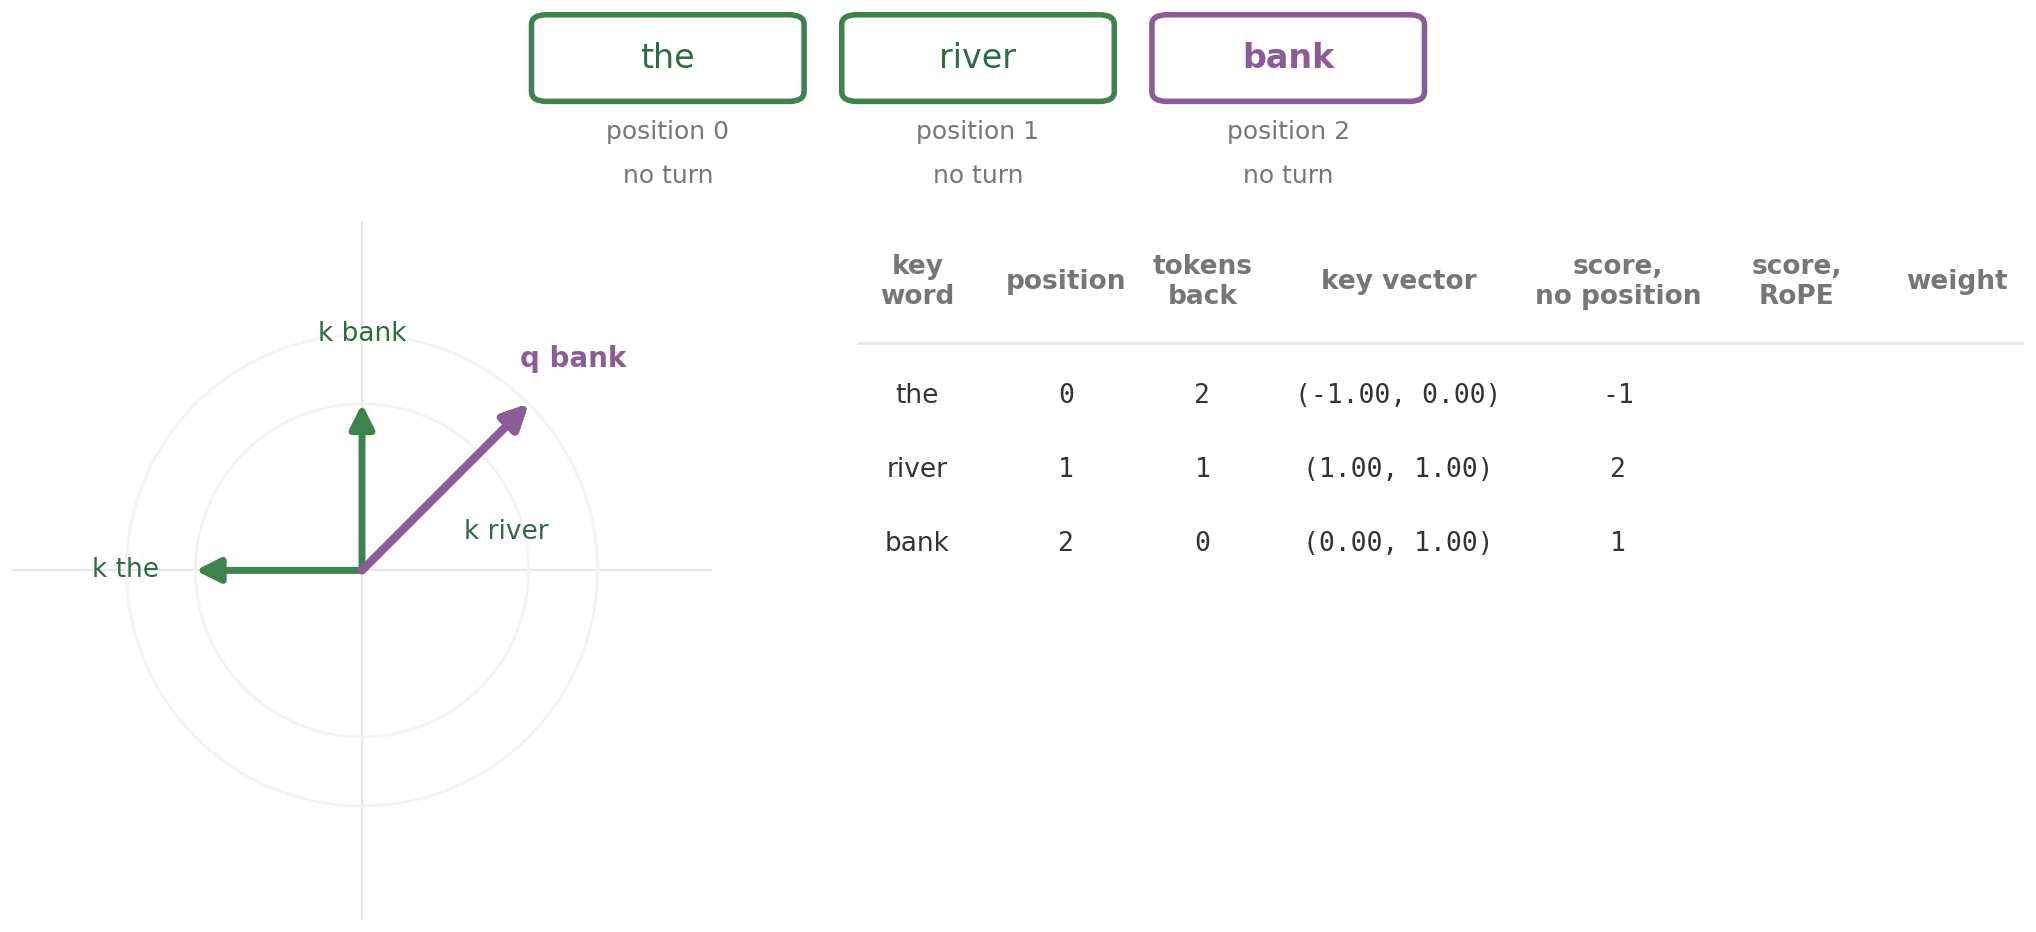 the
river
bank
position 0
position 1
position 2
no turn
no turn
no turn
k bank
q bank
k river
k the
key word
position
tokens back
key vector
score, no position
score, RoPE
weight
the 0 2 (-1.00, 0.00) -1
river 1 1 (1.00, 1.00) 2
bank 2 0 (0.00, 1.00) 1